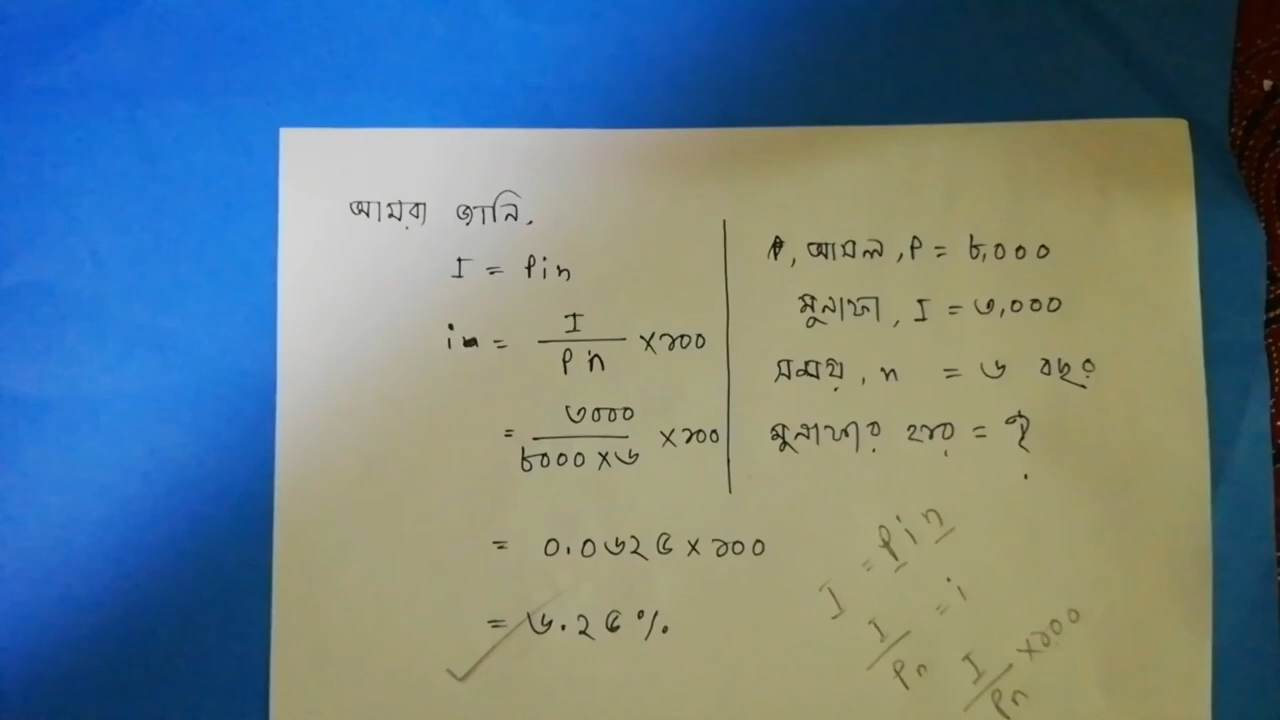 আমরা জানি,
I = Pin
i = I / Pn × ১০০
= ৩০০০ / ৮০০০ × ৬ × ১০০
= ০.০৬২৫ × ১০০
= ৬.২৫%
P, আসল, P = ৮,০০০
মুনাফা, I = ৩,০০০
সময়, n = ৬ বছর
মুনাফার হার = ?
I = Pin
I / Pn = i
I / Pn × ১০০